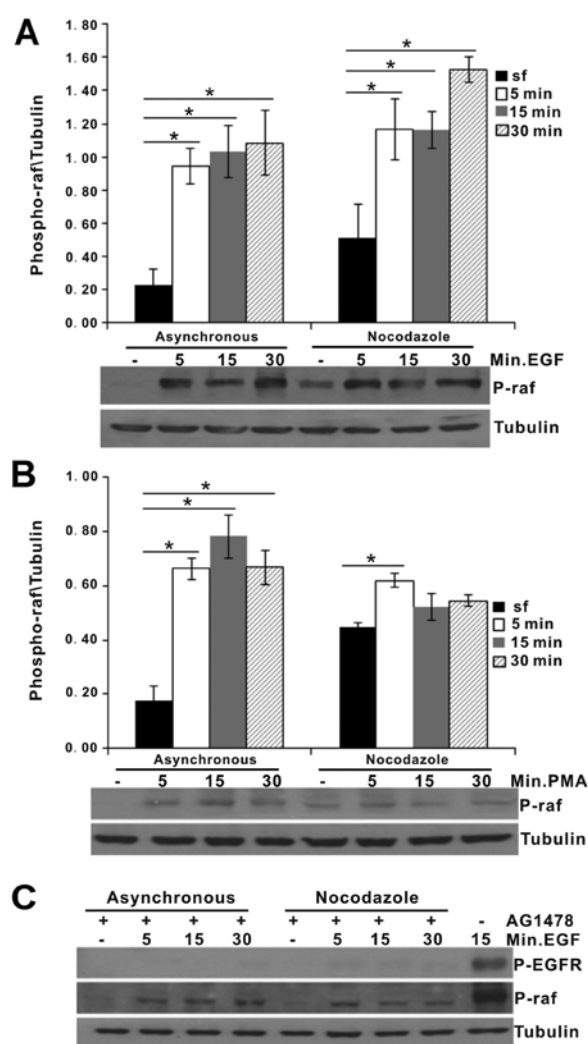 A
1.80
1.60
1.40
1.20
1.00
0.80
0.60
0.40
0.20
0.00
Phospho-raf\Tubulin
* * * * * *
sf
5 min
15 min
30 min
Asynchronous Nocodazole
- 5 15 30 - 5 15 30 Min.EGF
P-raf
Tubulin
B
1.00
0.80
0.60
0.40
0.20
0.00
Phospho-raf\Tubulin
* * * *
sf
5 min
15 min
30 min
Asynchronous Nocodazole
- 5 15 30 - 5 15 30 Min.PMA
P-raf
Tubulin
C
Asynchronous Nocodazole
+ + + + + + + + - AG1478
- 5 15 30 - 5 15 30 15 Min.EGF
P-EGFR
P-raf
Tubulin